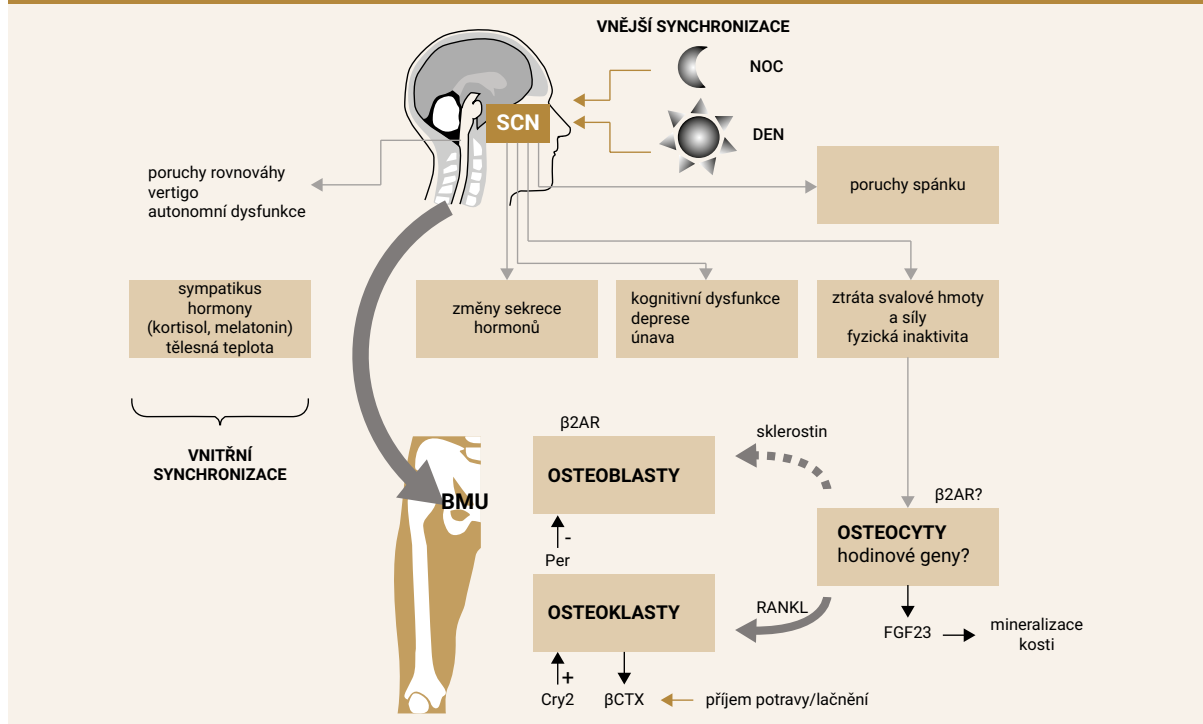 VNĚJŠÍ SYNCHRONIZACE
NOC
SCN
DEN
poruchy rovnováhy
vertigo
autonomní dysfunkce
poruchy spánku
sympatikus
hormony
(kortisol, melatonin)
tělesná teplota
změny sekrece
hormonů
kognitivní dysfunkce
deprese
únava
ztráta svalové hmoty
a síly
fyzická inaktivita
VNITŘNÍ
SYNCHRONIZACE
BMU
β2AR
OSTEOBLASTY
-
Per
sklerostin
β2AR?
OSTEOCYTY
hodinové geny?
OSTEOKLASTY
RANKL
FGF23
mineralizace
kosti
+
Cry2
βCTX
příjem potravy/lačnění